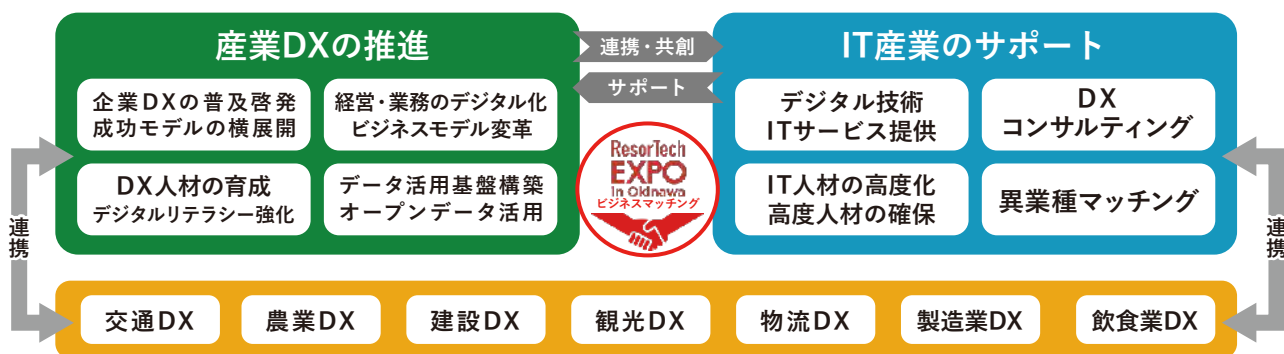 産業DXの推進
企業DXの普及啓発
成功モデルの横展開
経営・業務のデジタル化
ビジネスモデル変革
DX人材の育成
デジタルリテラシー強化
データ活用基盤構築
オープンデータ活用
連携・共創
サポート
ResorTech
EXPO
in Okinawa
ビジネスマッチング
IT産業のサポート
デジタル技術
ITサービス提供
DX
コンサルティング
IT人材の高度化
高度人材の確保
異業種マッチング
連携
連携
交通DX
農業DX
建設DX
観光DX
物流DX
製造業DX
飲食業DX